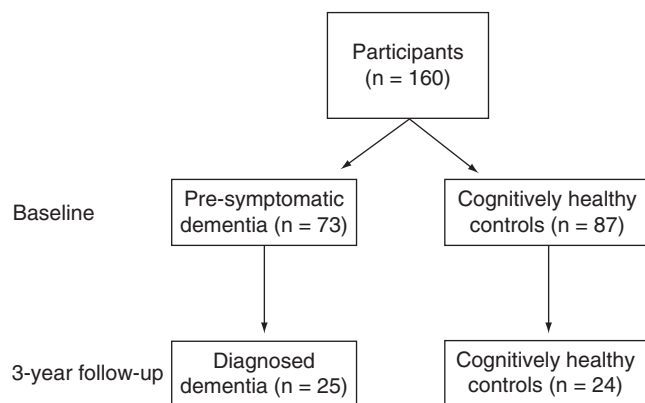 Participants
(n = 160)
Baseline
Pre-symptomatic
dementia (n = 73)
Cognitively healthy
controls (n = 87)
3-year follow-up
Diagnosed
dementia (n = 25)
Cognitively healthy
controls (n = 24)